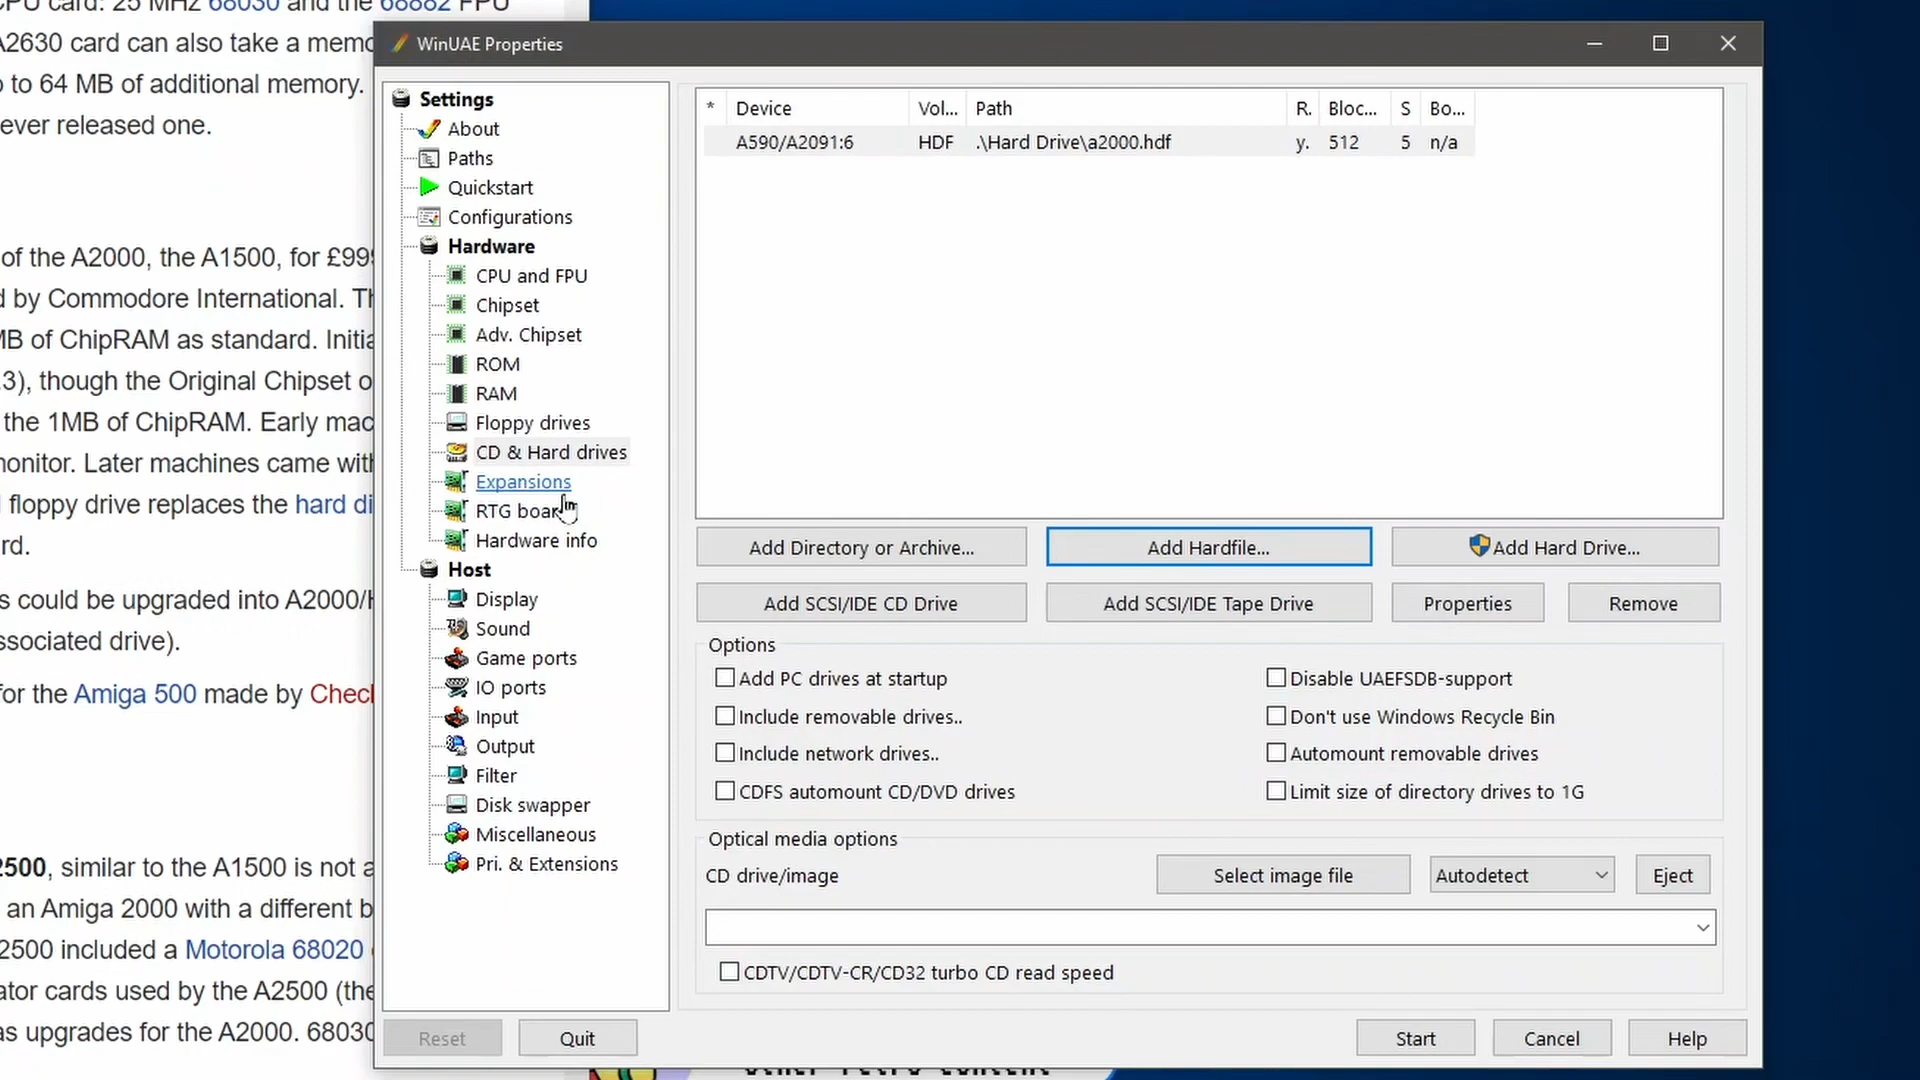 CPU card: 25 MHz 68030 and the 68882 FPU
A2630 card can also take a memo
to 64 MB of additional memory.
ever released one.
of the A2000, the A1500, for £999
by Commodore International. Th
MB of ChipRAM as standard. Initia
.3), though the Original Chipset o
the 1MB of ChipRAM. Early mac
monitor. Later machines came with
floppy drive replaces the hard di
rd.
s could be upgraded into A2000/H
ssociated drive).
for the Amiga 500 made by Check
2500, similar to the A1500 is not a
an Amiga 2000 with a different b
2500 included a Motorola 68020
ator cards used by the A2500 (the
as upgrades for the A2000. 68030
WinUAE Properties
Settings
About
Paths
Quickstart
Configurations
Hardware
CPU and FPU
Chipset
Adv. Chipset
ROM
RAM
Floppy drives
CD & Hard drives
Expansions
RTG boar
Hardware info
Host
Display
Sound
Game ports
IO ports
Input
Output
Filter
Disk swapper
Miscellaneous
Pri. & Extensions
* Device Vol... Path R. Bloc... S Bo...
A590/A2091:6 HDF .\Hard Drive\a2000.hdf y. 512 5 n/a
Add Directory or Archive... Add Hardfile... Add Hard Drive...
Add SCSI/IDE CD Drive Add SCSI/IDE Tape Drive Properties Remove
Options
Add PC drives at startup Disable UAEFSDB-support
Include removable drives.. Don't use Windows Recycle Bin
Include network drives.. Automount removable drives
CDFS automount CD/DVD drives Limit size of directory drives to 1G
Optical media options
CD drive/image Select image file Autodetect Eject
CDTV/CDTV-CR/CD32 turbo CD read speed
Reset Quit Start Cancel Help